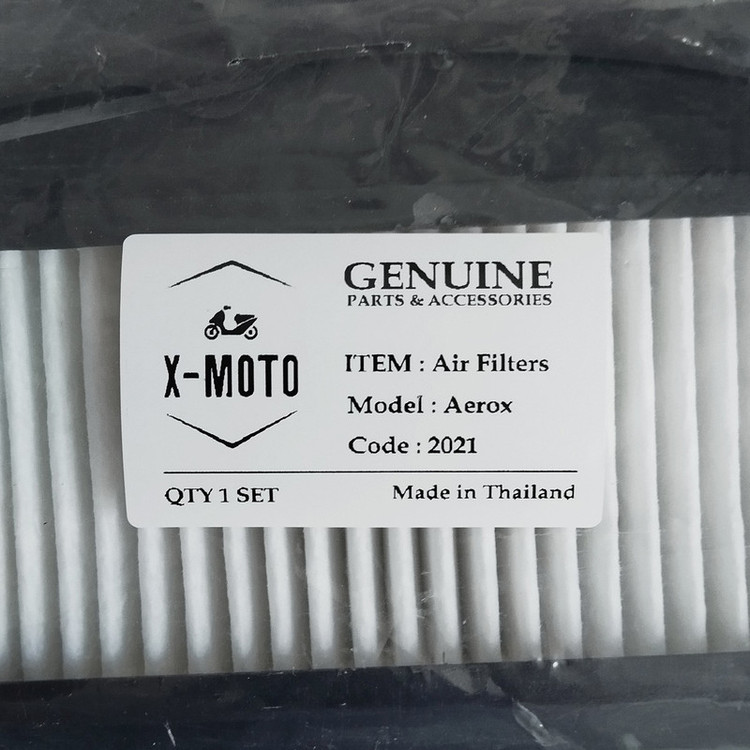 X-MOTO
GENUINE
PARTS & ACCESSORIES
ITEM : Air Filters
Model : Aerox
Code : 2021
QTY 1 SET
Made in Thailand